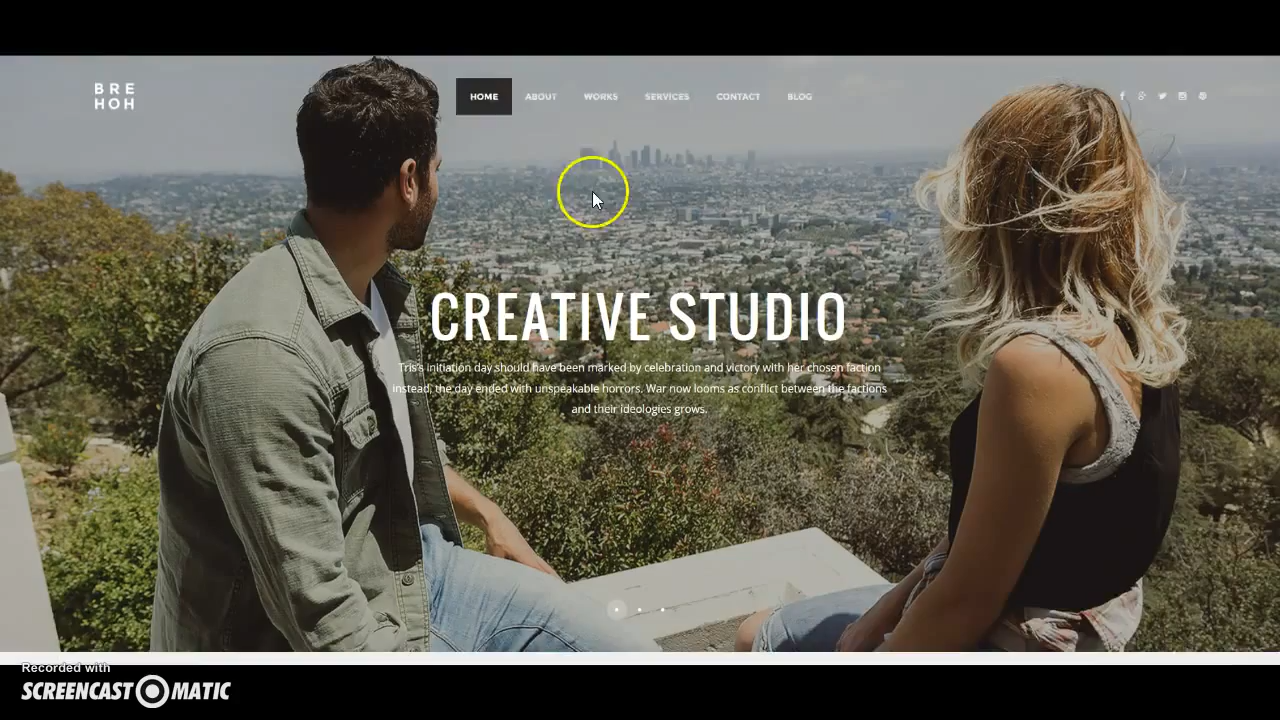 BRE
HOH
HOME ABOUT WORKS SERVICES CONTACT BLOG
CREATIVE STUDIO
Tris's initiation day should have been marked by celebration and victory with her chosen faction
instead, the day ended with unspeakable horrors. War now looms as conflict between the factions
and their ideologies grows.
Recorded with
SCREENCAST MATIC